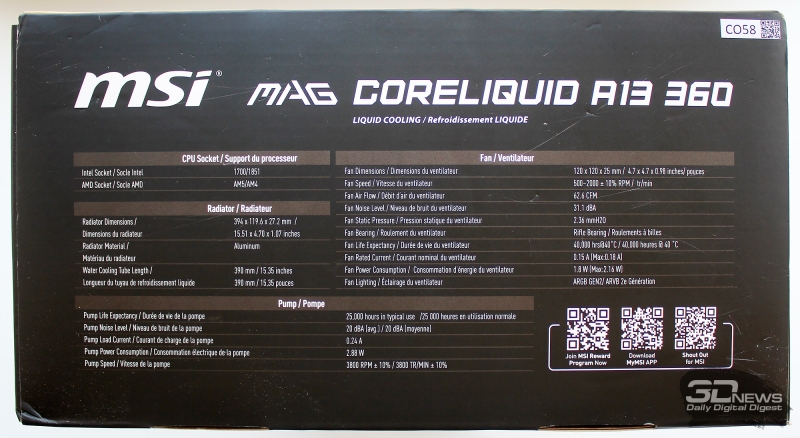 CO58
msi MAG CORELIQUID A13 360
LIQUID COOLING / Refroidissement LIQUIDE
CPU Socket / Support du processeur
Intel Socket / Socle Intel 1700/1851
AMD Socket / Socle AMD AM5/AM4
Radiator / Radiateur
Radiator Dimensions / 394 x 119.6 x 27.2 mm /
Dimensions du radiateur 15.51 x 4.70 x 1.07 inches
Radiator Material / Aluminum
Matériau du radiateur
Water Cooling Tube Length / 390 mm / 15.35 inches
Longueur du tuyau de refroidissement liquide 390 mm / 15.35 pouces
Fan / Ventilateur
Fan Dimensions / Dimensions du ventilateur 120 x 120 x 25 mm / 4.7 x 4.7 x 0.98 inches/ pouces
Fan Speed / Vitesse du ventilateur 500~2000 ± 10% RPM / tr/min
Fan Air Flow / Débit d'air du ventilateur 62.6 CFM
Fan Noise Level / Niveau de bruit du ventilateur 31.1 dBA
Fan Static Pressure / Pression statique du ventilateur 2.36 mmH2O
Fan Bearing / Roulement du ventilateur Rifle Bearing / Roulements à billes
Fan Life Expectancy / Durée de vie du ventilateur 40,000 hrs@40°C / 40,000 heures @ 40 °C
Fan Rated Current / Courant nominal du ventilateur 0.15 A (Max:0.18 A)
Fan Power Consumption / Consommation d'énergie du ventilateur 1.8 W (Max:2.16 W)
Fan Lighting / Éclairage du ventilateur ARGB GEN2/ ARVB 2e Génération
Pump / Pompe
Pump Life Expectancy / Durée de vie de la pompe 25,000 hours in typical use /25 000 heures en utilisation normale
Pump Noise Level / Niveau de bruit de la pompe 20 dBA (avg.) / 20 dBA (moyenne)
Pump Load Current / Courant de charge de la pompe 0.24 A
Pump Power Consumption / Consommation électrique de la pompe 2.88 W
Pump Speed / Vitesse de la pompe 3800 RPM ± 10% / 3800 TR/MIN ± 10%
Join MSI Reward
Program Now
Download
MyMSI APP
Shout Out
for MSI
3DNEWS
Daily Digital Digest